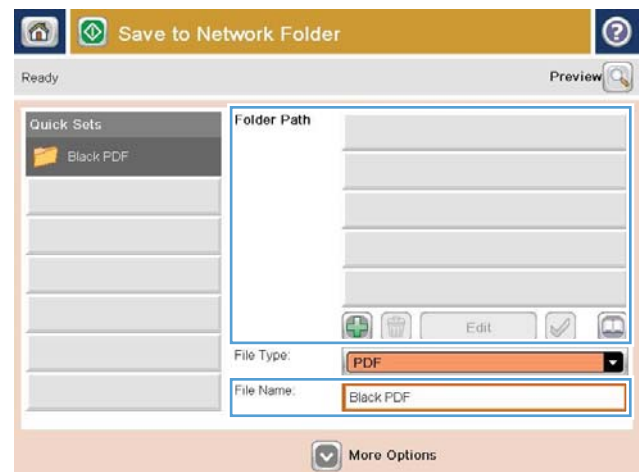 Save to Network Folder
?
Ready
Preview
Quick Sets
Black PDF
Folder Path
Edit
File Type:
PDF
File Name:
Black PDF
More Options